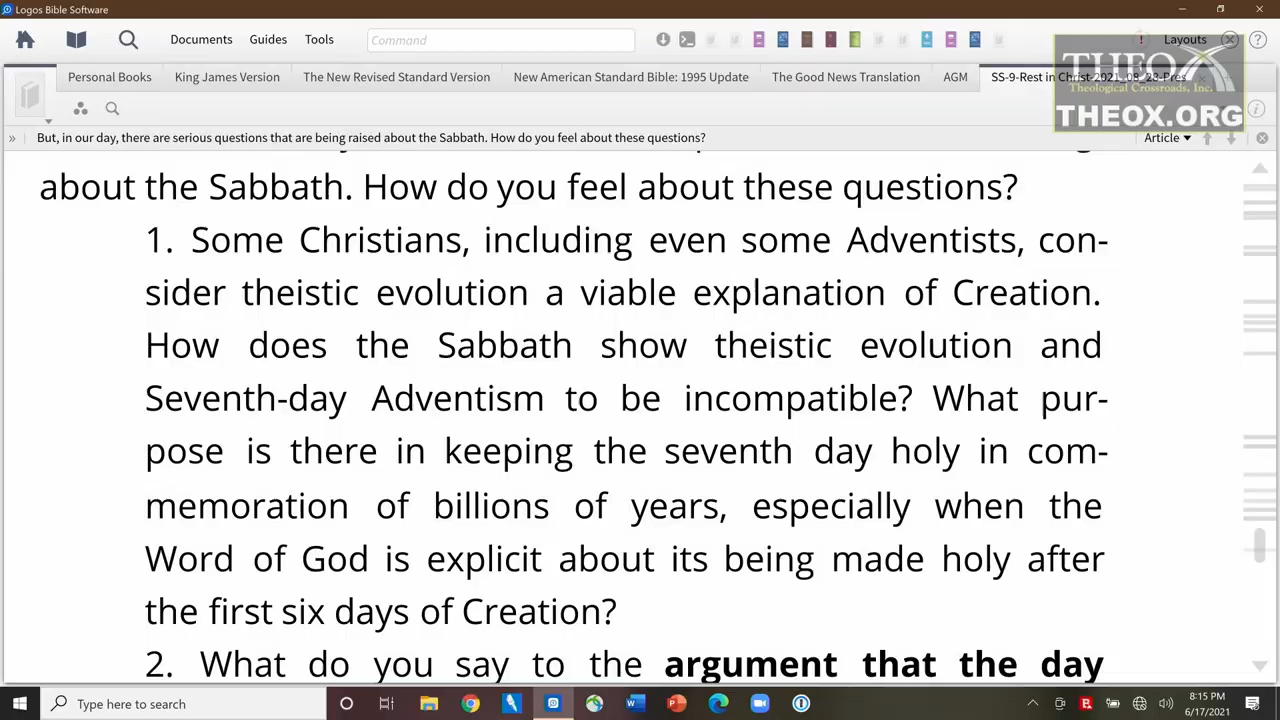 Logos Bible Software
Documents Guides Tools Command Layouts
THEOX
Theological Crossroads, Inc.
THEOX.ORG
Personal Books King James Version The New Revised Standard Version New American Standard Bible: 1995 Update The Good News Translation AGM SS-9-Rest in Christ-2021_08_23-Pres
» But, in our day, there are serious questions that are being raised about the Sabbath. How do you feel about these questions? Article
about the Sabbath. How do you feel about these questions?
1. Some Christians, including even some Adventists, con-
sider theistic evolution a viable explanation of Creation.
How does the Sabbath show theistic evolution and
Seventh-day Adventism to be incompatible? What pur-
pose is there in keeping the seventh day holy in com-
memoration of billions of years, especially when the
Word of God is explicit about its being made holy after
the first six days of Creation?
2. What do you say to the argument that the day
Type here to search
8:15 PM
6/17/2021